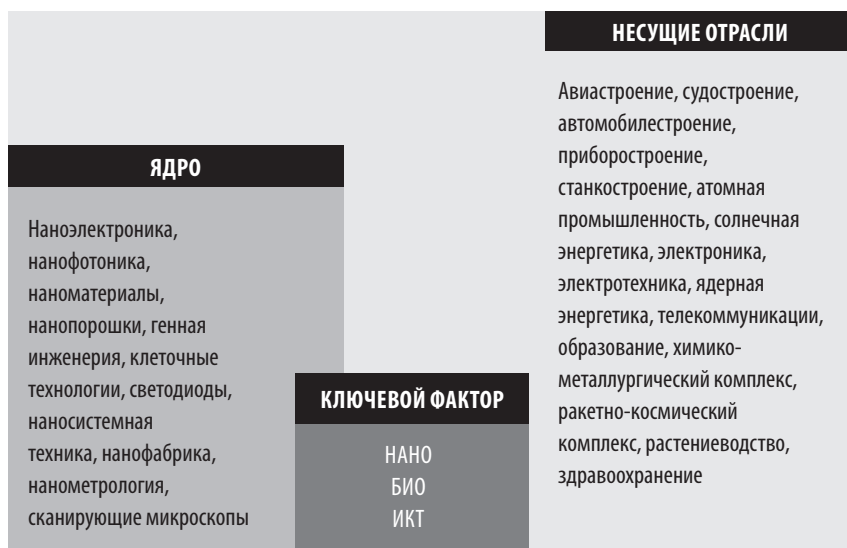 ЯДРО
Наноэлектроника,
нанофотоника,
наноматериалы,
нанопорошки, генная
инженерия, клеточные
технологии, светодиоды,
наносистемная
техника, нанофабрика,
нанометрология,
сканирующие микроскопы
КЛЮЧЕВОЙ ФАКТОР
НАНО
БИО
ИКТ
НЕСУЩИЕ ОТРАСЛИ
Авиастроение, судостроение,
автомобилестроение,
приборостроение,
станкостроение, атомная
промышленность, солнечная
энергетика, электроника,
электротехника, ядерная
энергетика, телекоммуникации,
образование, химико-
металлургический комплекс,
ракетно-космический
комплекс, растениеводство,
здравоохранение